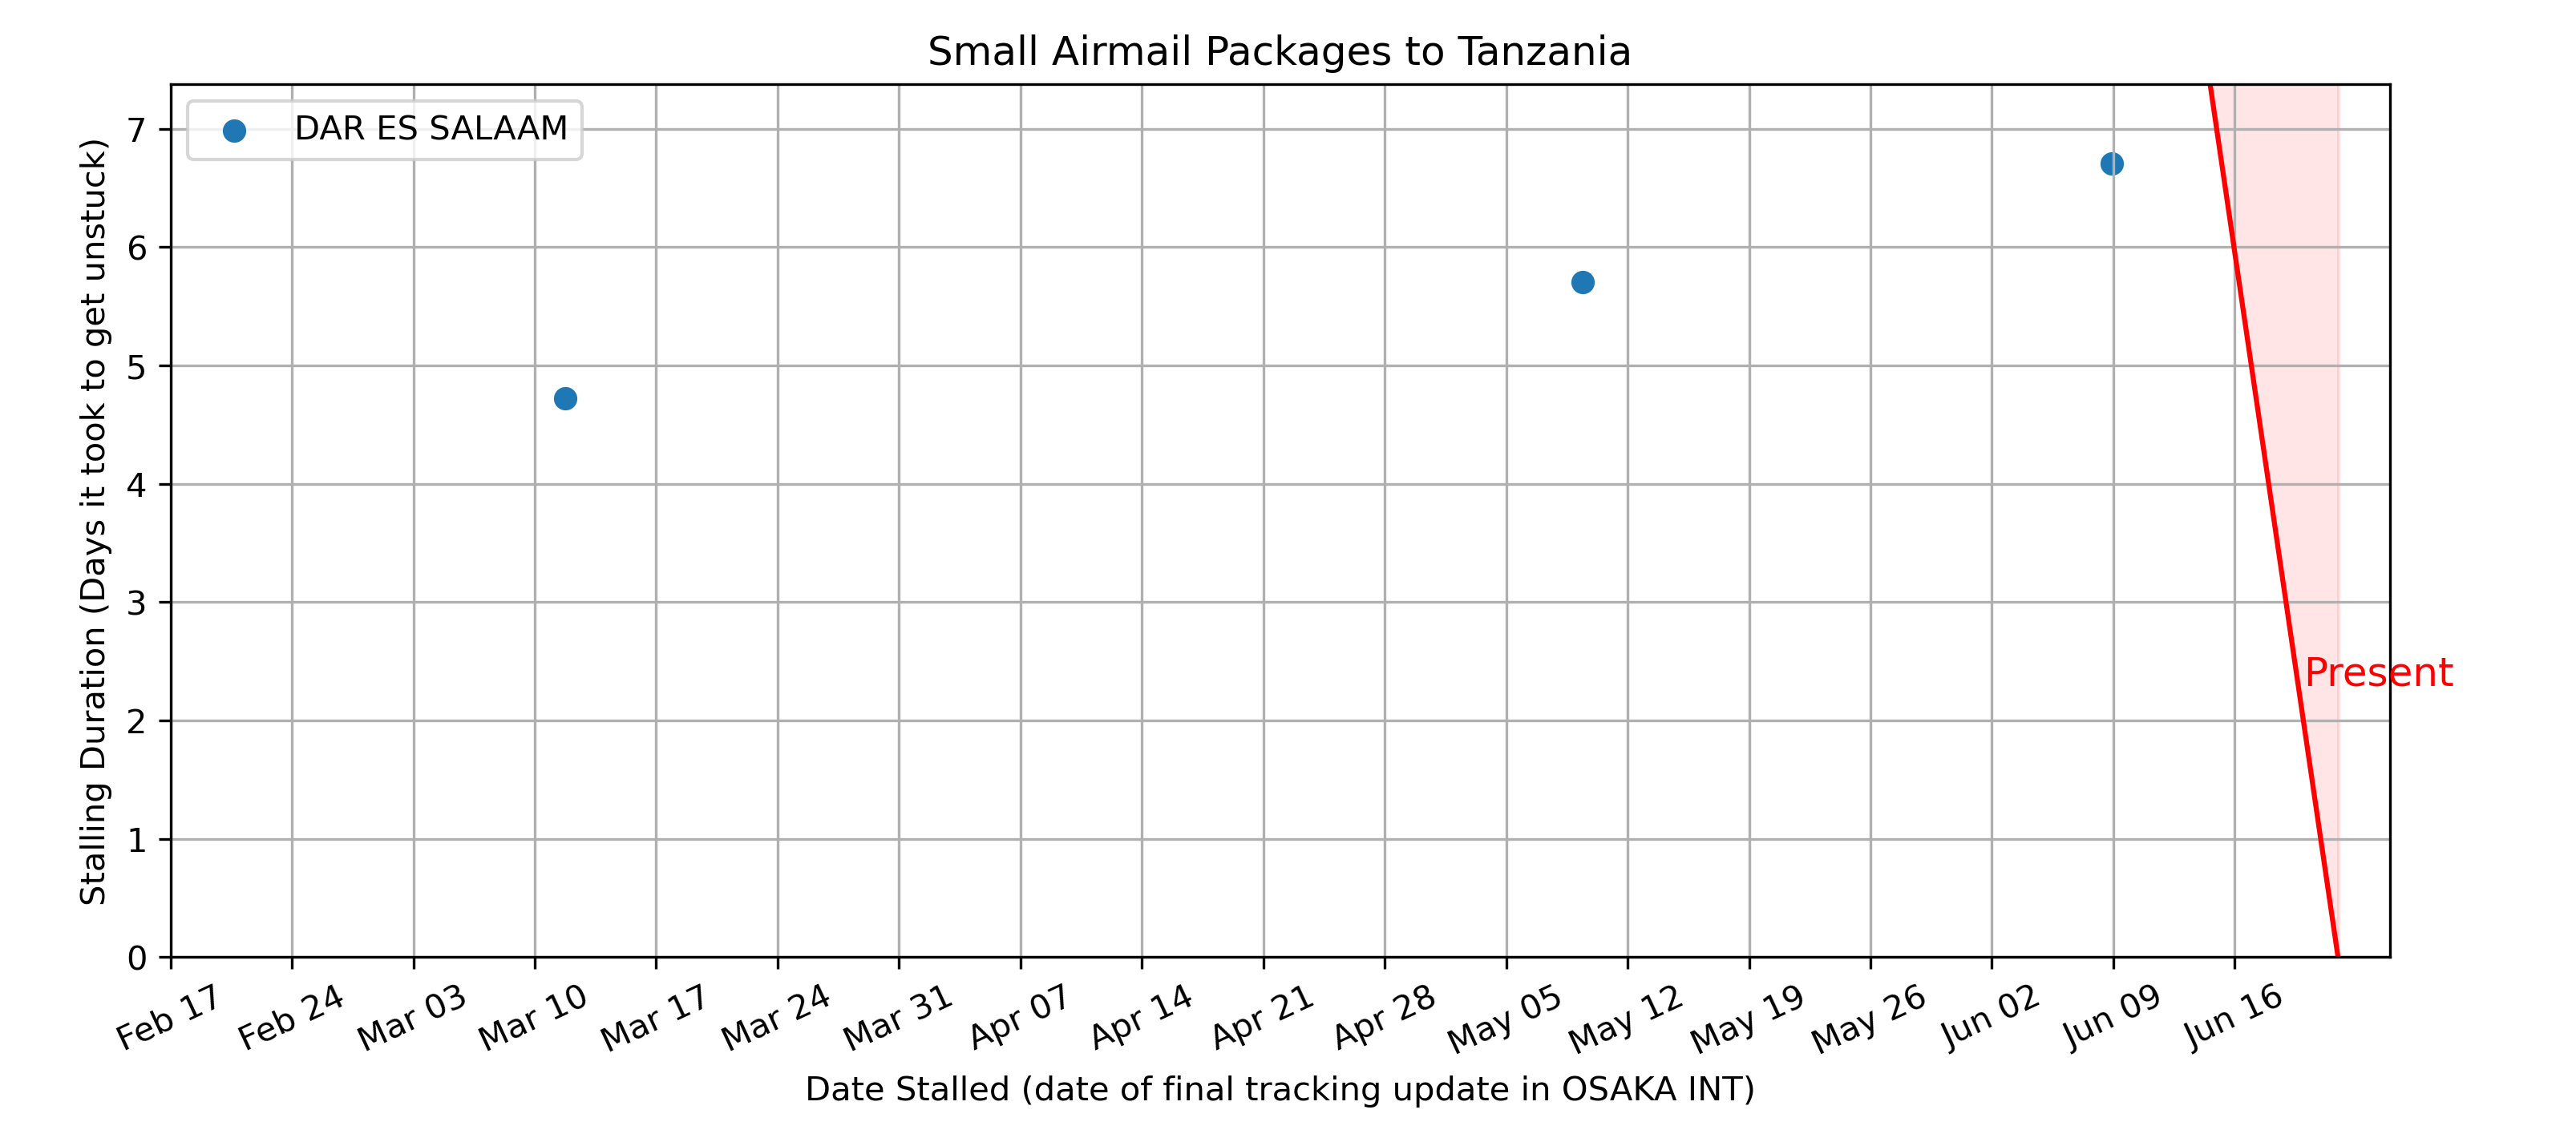 Small Airmail Packages to Tanzania
DAR ES SALAAM
Stalling Duration (Days it took to get unstuck)
7
6
5
4
3
2
1
0
Present
Feb 17
Feb 24
Mar 03
Mar 10
Mar 17
Mar 24
Mar 31
Apr 07
Apr 14
Apr 21
Apr 28
May 05
May 12
May 19
May 26
Jun 02
Jun 09
Jun 16
Date Stalled (date of final tracking update in OSAKA INT)